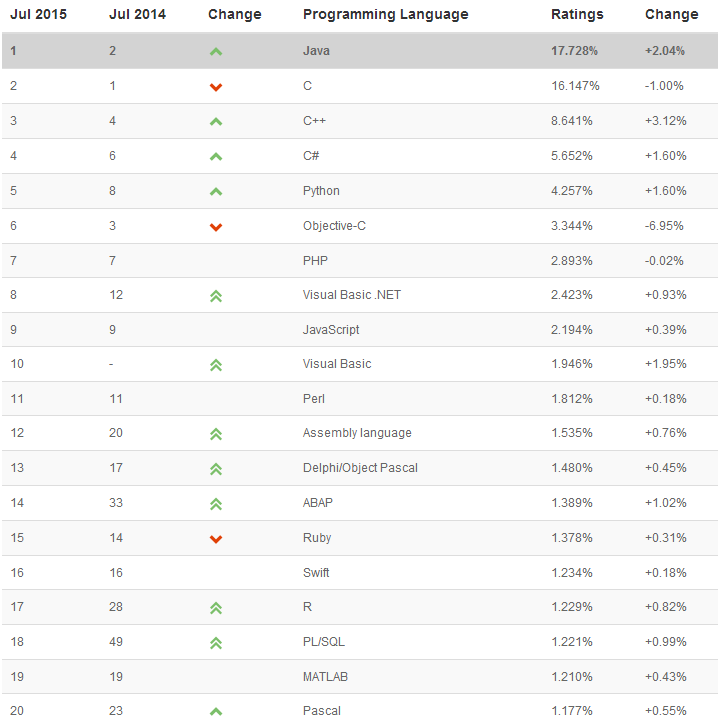 Jul 2015 Jul 2014 Change Programming Language Ratings Change
1 2 Java 17.728% +2.04%
2 1 C 16.147% -1.00%
3 4 C++ 8.641% +3.12%
4 6 C# 5.652% +1.60%
5 8 Python 4.257% +1.60%
6 3 Objective-C 3.344% -6.95%
7 7 PHP 2.893% -0.02%
8 12 Visual Basic .NET 2.423% +0.93%
9 9 JavaScript 2.194% +0.39%
10 - Visual Basic 1.946% +1.95%
11 11 Perl 1.812% +0.18%
12 20 Assembly language 1.535% +0.76%
13 17 Delphi/Object Pascal 1.480% +0.45%
14 33 ABAP 1.389% +1.02%
15 14 Ruby 1.378% +0.31%
16 16 Swift 1.234% +0.18%
17 28 R 1.229% +0.82%
18 49 PL/SQL 1.221% +0.99%
19 19 MATLAB 1.210% +0.43%
20 23 Pascal 1.177% +0.55%